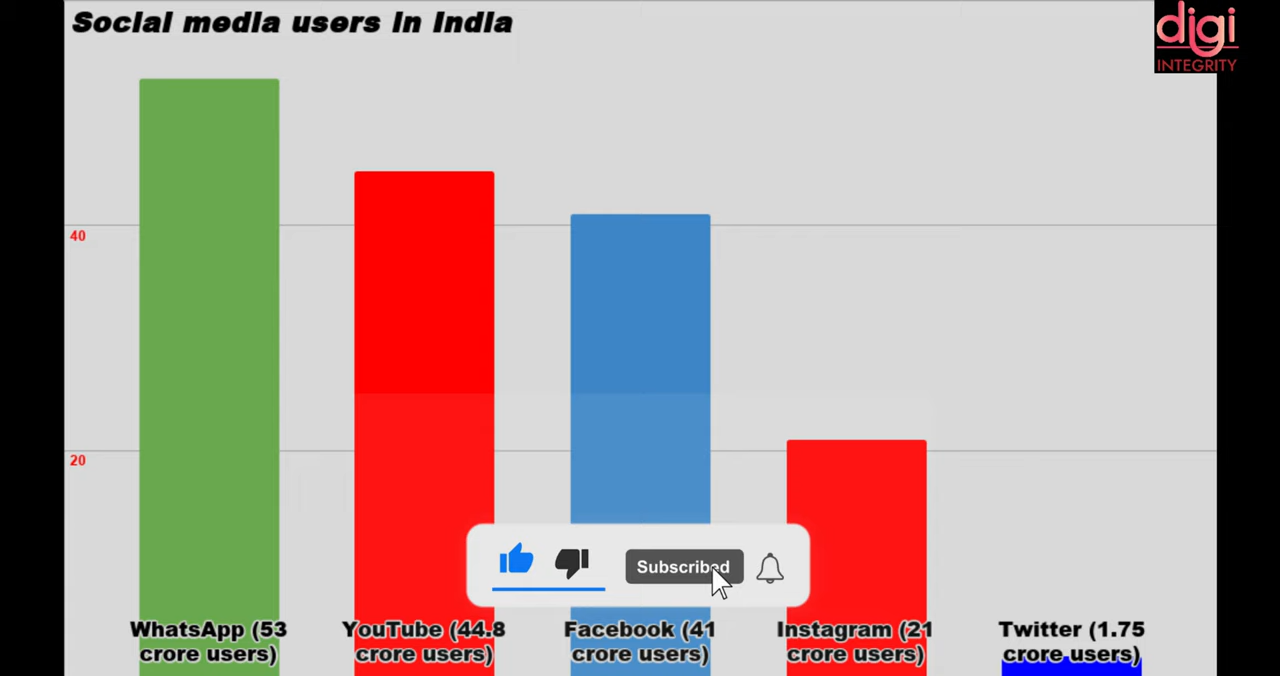 Social media users in India
digi
INTEGRITY
40
20
Subscribed
WhatsApp (53
crore users)
YouTube (44.8
crore users)
Facebook (41
crore users)
Instagram (21
crore users)
Twitter (1.75
crore users)